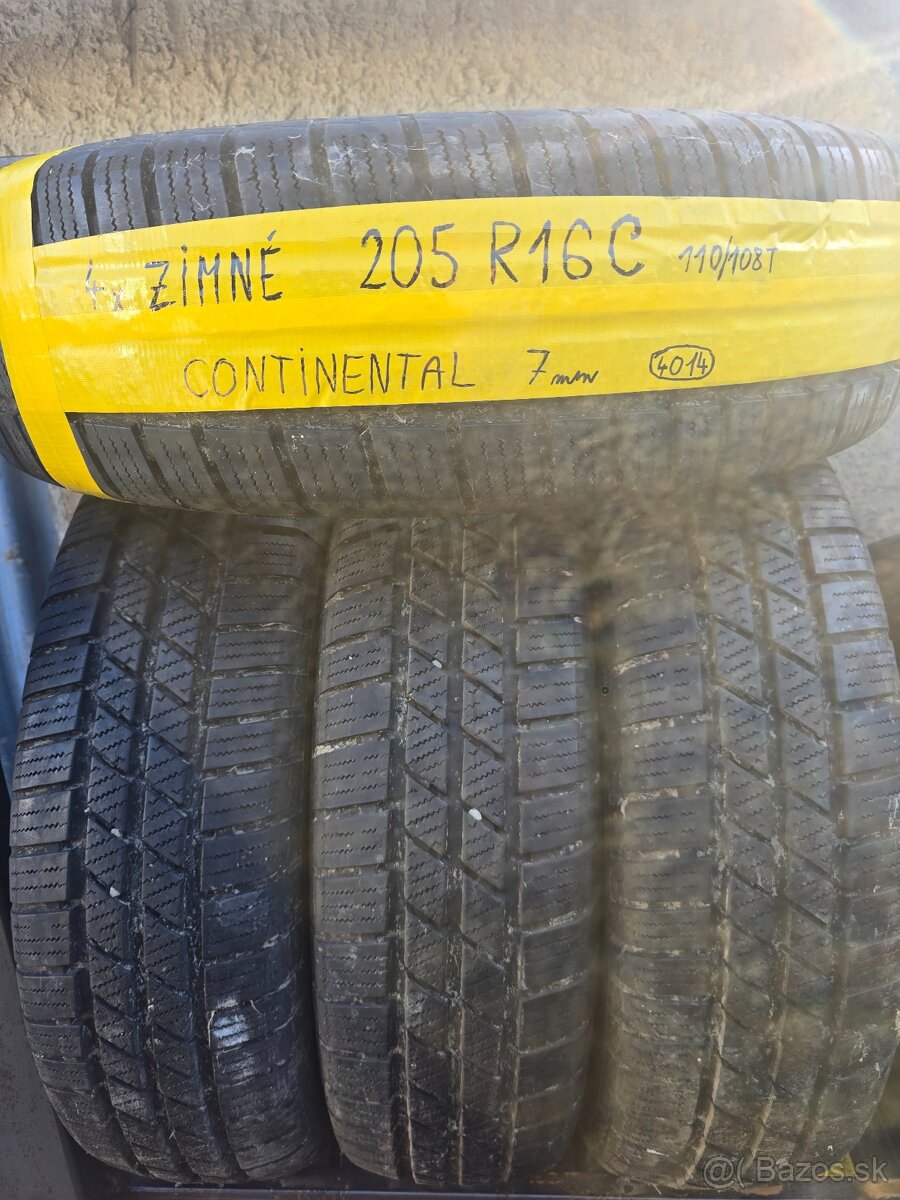 4x ZiMNÉ 205 R16C 110/108T
CONTiNENTAL 7mm 4014
@( Bazos.sk